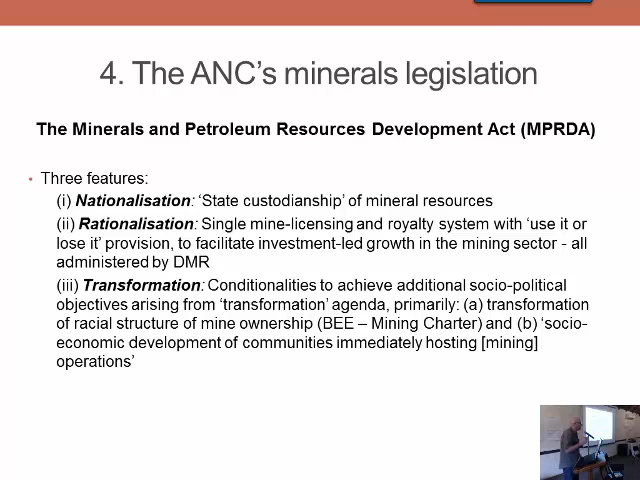 4. The ANC's minerals legislation
The Minerals and Petroleum Resources Development Act (MPRDA)
• Three features:
(i) Nationalisation: 'State custodianship' of mineral resources
(ii) Rationalisation: Single mine-licensing and royalty system with 'use it or
lose it' provision, to facilitate investment-led growth in the mining sector - all
administered by DMR
(iii) Transformation: Conditionalities to achieve additional socio-political
objectives arising from 'transformation' agenda, primarily: (a) transformation
of racial structure of mine ownership (BEE – Mining Charter) and (b) 'socio-
economic development of communities immediately hosting [mining]
operations'